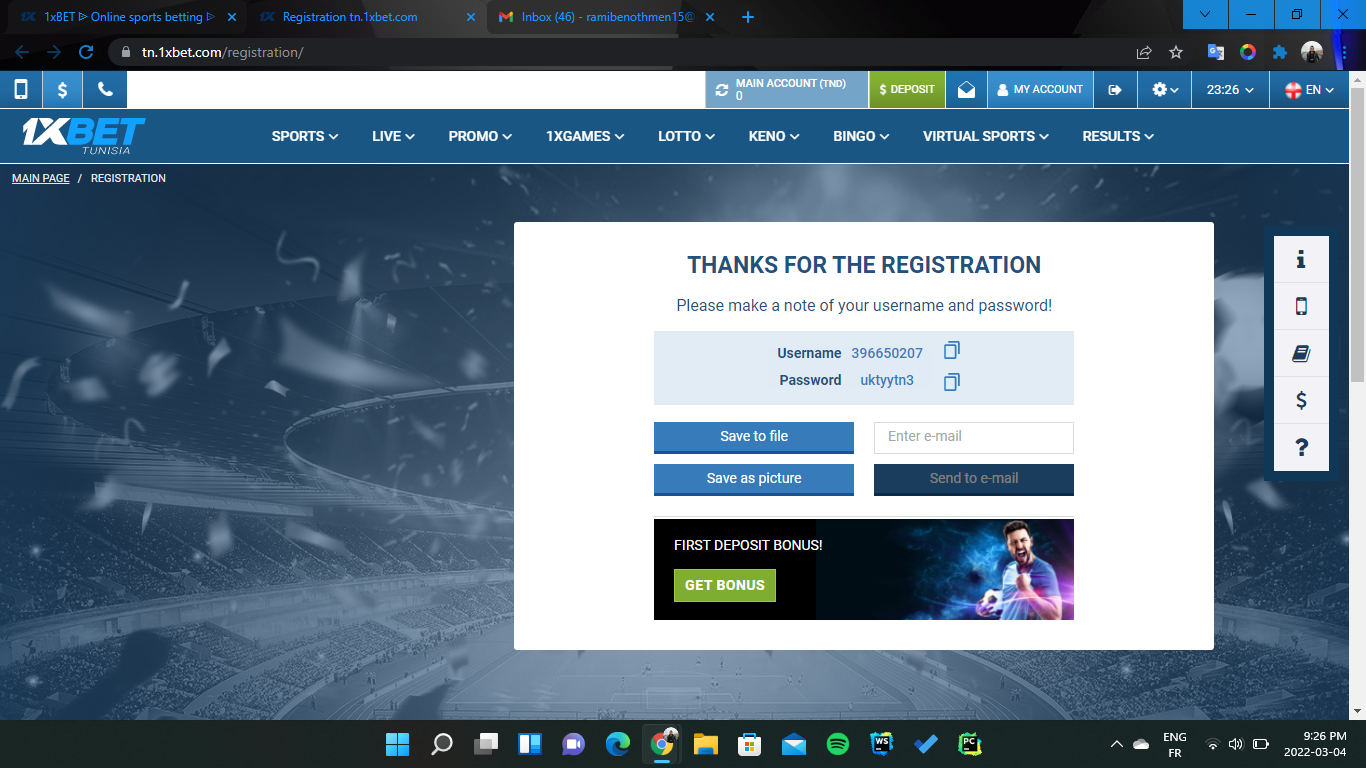 1xBET ᐉ Online sports betting ᐉ
Registration tn.1xbet.com
Inbox (46) - ramibenothmen15@
tn.1xbet.com/registration/
MAIN ACCOUNT (TND)
0
$ DEPOSIT
MY ACCOUNT
23:26
EN
1XBET
TUNISIA
SPORTS
LIVE
PROMO
1XGAMES
LOTTO
KENO
BINGO
VIRTUAL SPORTS
RESULTS
MAIN PAGE / REGISTRATION
THANKS FOR THE REGISTRATION
Please make a note of your username and password!
Username 396650207
Password uktyytn3
Save to file
Enter e-mail
Save as picture
Send to e-mail
FIRST DEPOSIT BONUS!
GET BONUS
WS
PC
ENG
FR
9:26 PM
2022-03-04